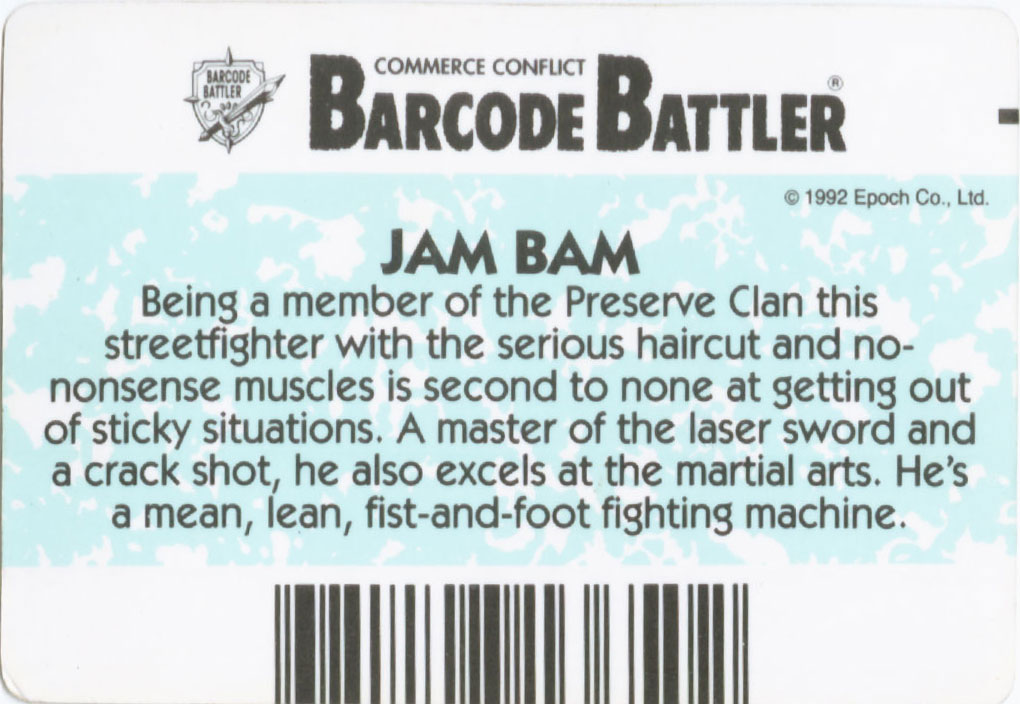 BARCODE
BATTLER
COMMERCE CONFLICT
BARCODE BATTLER®
© 1992 Epoch Co., Ltd.
JAM BAM
Being a member of the Preserve Clan this
streetfighter with the serious haircut and no-
nonsense muscles is second to none at getting out
of sticky situations. A master of the laser sword and
a crack shot, he also excels at the martial arts. He's
a mean, lean, fist-and-foot fighting machine.